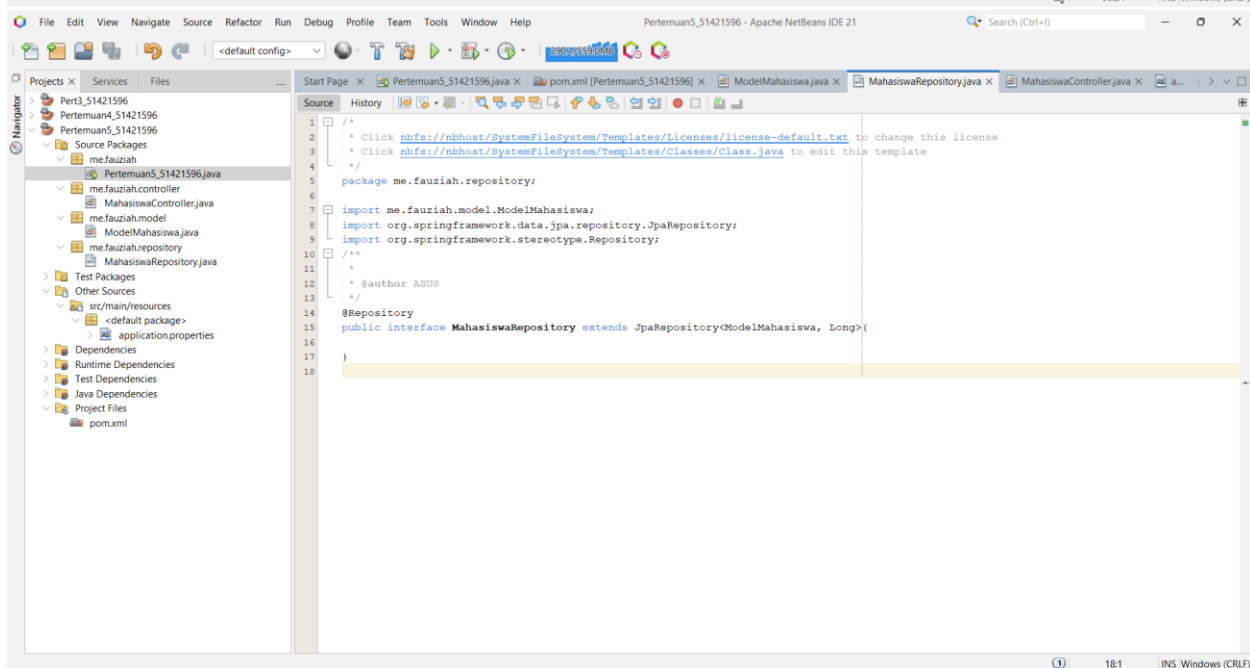 File Edit View Navigate Source Refactor Run Debug Profile Team Tools Window Help Pertemuan5_51421596 - Apache NetBeans IDE 21 Search (Ctrl+I)
<default config> 290.1/559.0MB
Projects Services Files
Start Page Pertemuan5_51421596.java pom.xml [Pertemuan5_51421596] ModelMahasiswa.java MahasiswaRepository.java MahasiswaController.java a...
Navigator
Pert3_51421596
Pertemuan4_51421596
Pertemuan5_51421596
Source Packages
me.fauziah
Pertemuan5_51421596.java
me.fauziah.controller
MahasiswaController.java
me.fauziah.model
ModelMahasiswa.java
me.fauziah.repository
MahasiswaRepository.java
Test Packages
Other Sources
src/main/resources
<default package>
application.properties
Dependencies
Runtime Dependencies
Test Dependencies
Java Dependencies
Project Files
pom.xml
Source History
1 /*
2 * Click nbfs://nbhost/SystemFileSystem/Templates/Licenses/license-default.txt to change this license
3 * Click nbfs://nbhost/SystemFileSystem/Templates/Classes/Class.java to edit this template
4 */
5 package me.fauziah.repository;
6
7 import me.fauziah.model.ModelMahasiswa;
8 import org.springframework.data.jpa.repository.JpaRepository;
9 import org.springframework.stereotype.Repository;
10 /**
11 *
12 * @author ASUS
13 */
14 @Repository
15 public interface MahasiswaRepository extends JpaRepository<ModelMahasiswa, Long>{
16
17 }
18
1 18:1 INS Windows (CRLF)